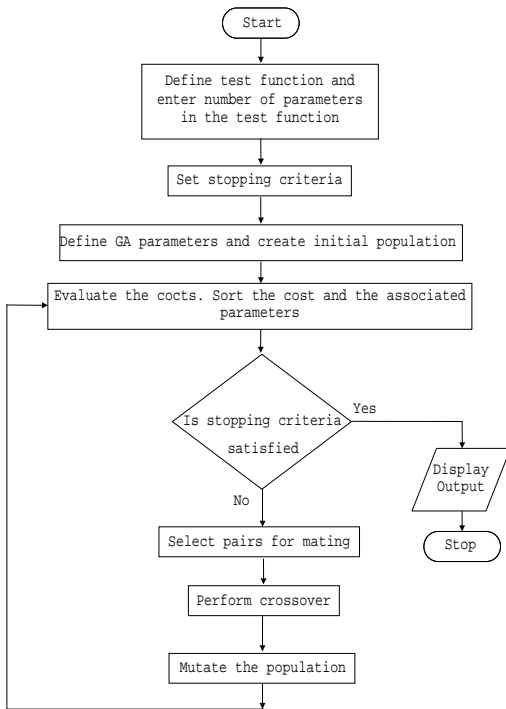 Start
Define test function and
enter number of parameters
in the test function
Set stopping criteria
Define GA parameters and create initial population
Evaluate the cocts. Sort the cost and the associated
parameters
Is stopping criteria
satisfied
Yes
Display
Output
Stop
No
Select pairs for mating
Perform crossover
Mutate the population